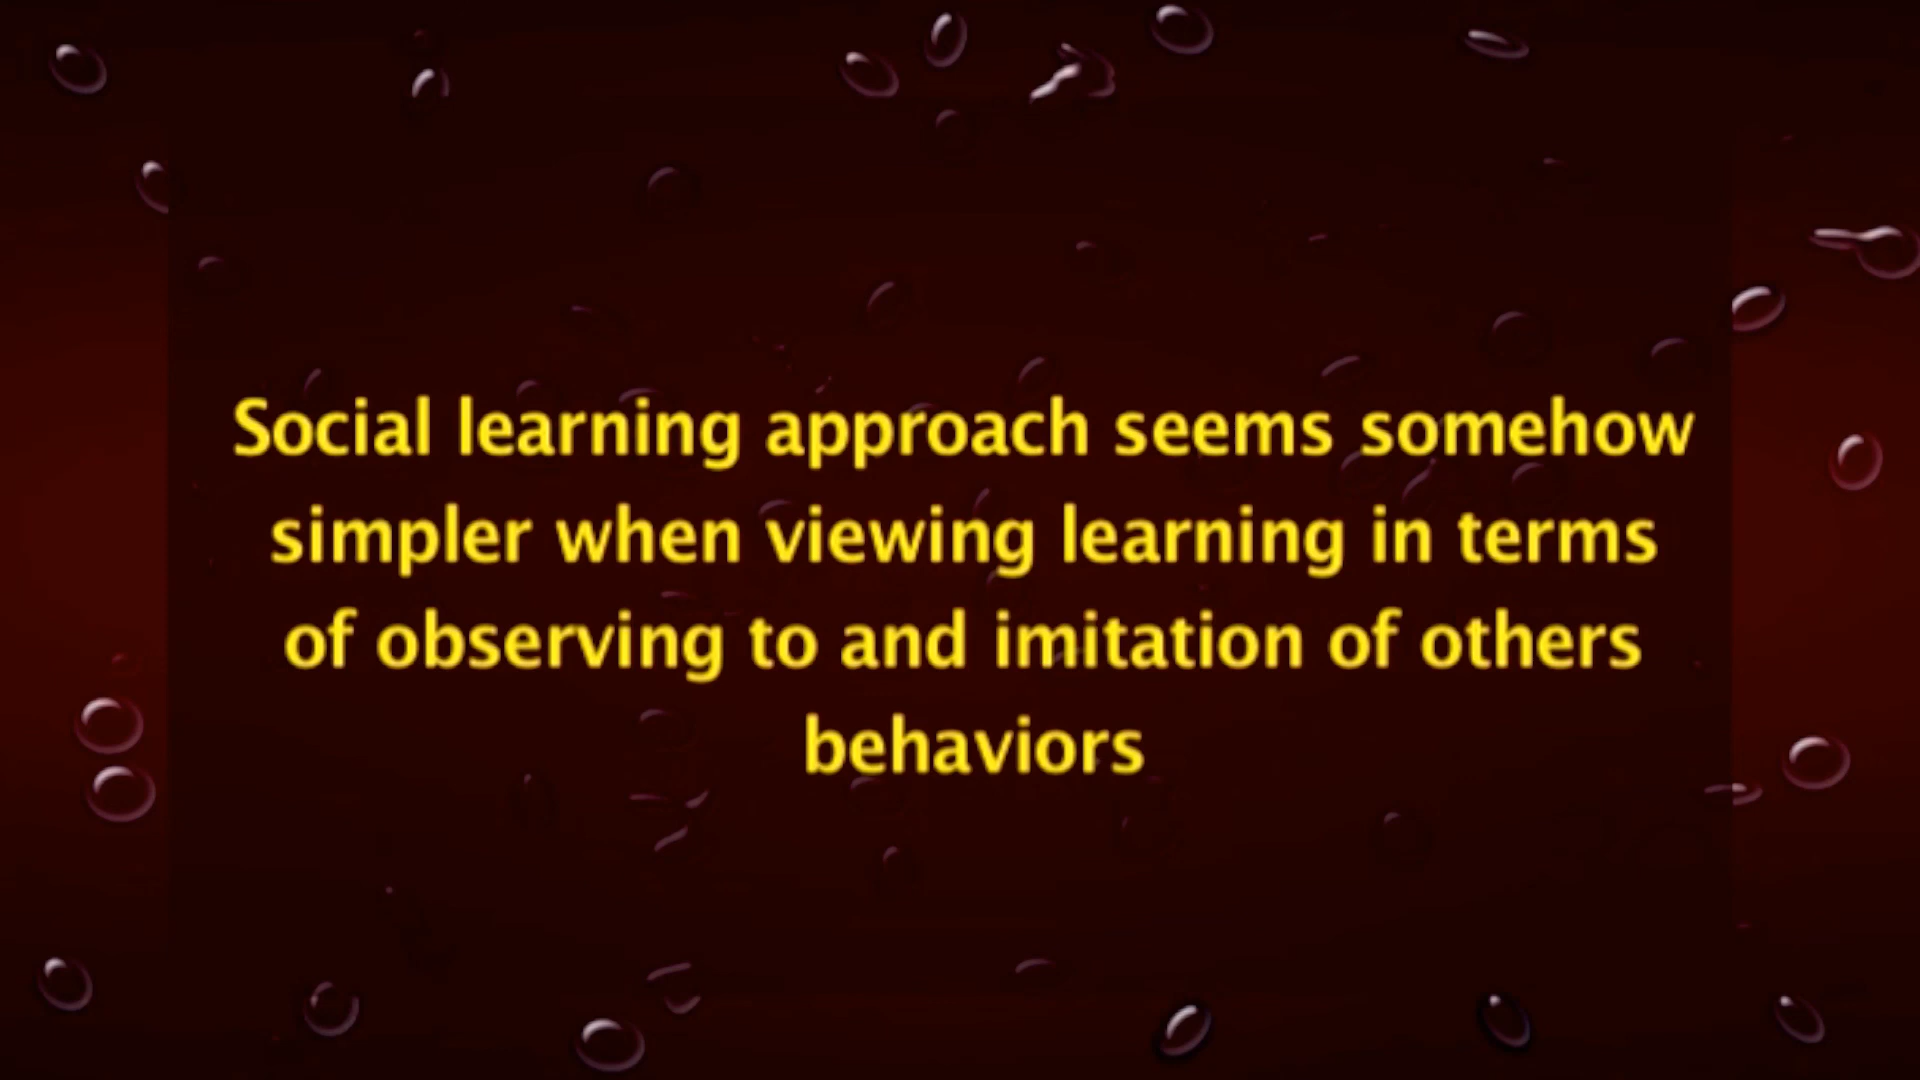 Social learning approach seems somehow
simpler when viewing learning in terms
of observing to and imitation of others
behaviors